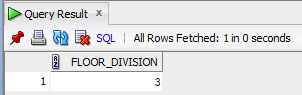 Query Result
SQL | All Rows Fetched: 1 in 0 seconds
FLOOR_DIVISION
1 3